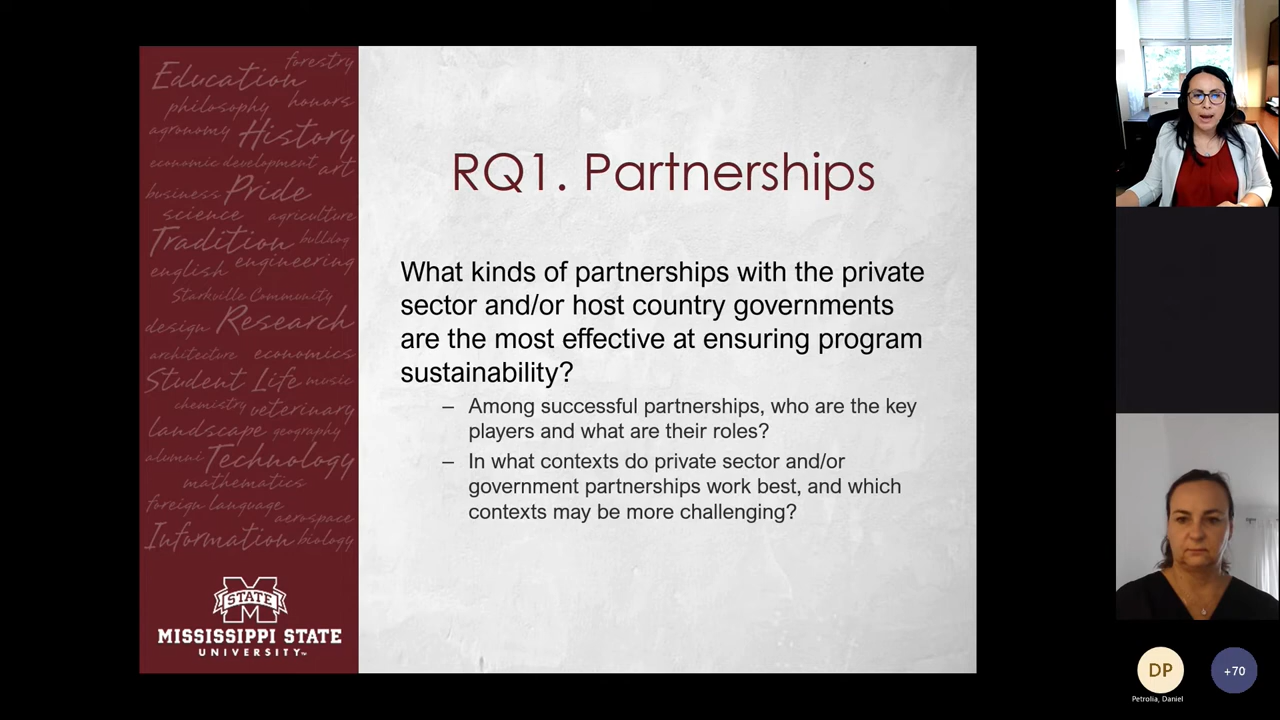 forestry
Education
philosophy honors
agronomy History
economic development art
business Pride
science agriculture
Tradition bulldog
english engineering
Starkville Community
design Research
architecture economics
Student Life music
chemistry veterinary
landscape geography
alumni Technology
mathematics
foreign language
aerospace
Information biology
STATE
MISSISSIPPI STATE
UNIVERSITY™
RQ1. Partnerships
What kinds of partnerships with the private
sector and/or host country governments
are the most effective at ensuring program
sustainability?
– Among successful partnerships, who are the key
players and what are their roles?
– In what contexts do private sector and/or
government partnerships work best, and which
contexts may be more challenging?
DP
Petrolia, Daniel
+70